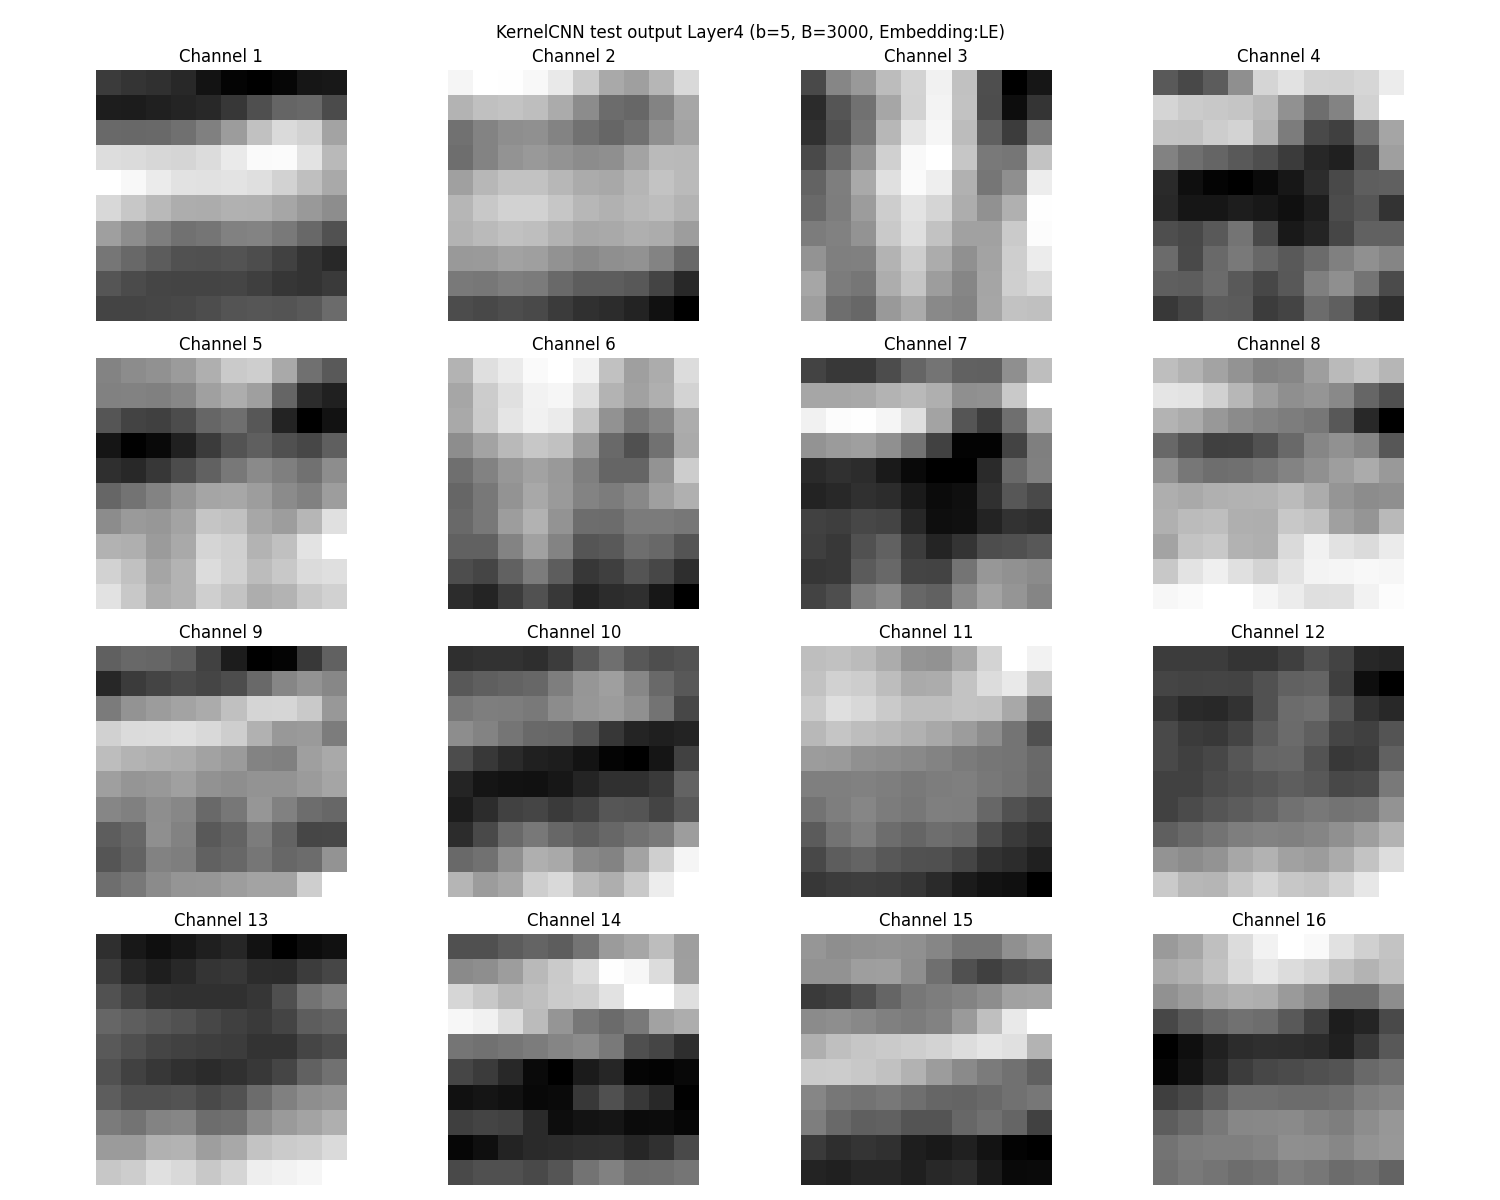 KernelCNN test output Layer4 (b=5, B=3000, Embedding:LE)
Channel 1
Channel 2
Channel 3
Channel 4
Channel 5
Channel 6
Channel 7
Channel 8
Channel 9
Channel 10
Channel 11
Channel 12
Channel 13
Channel 14
Channel 15
Channel 16